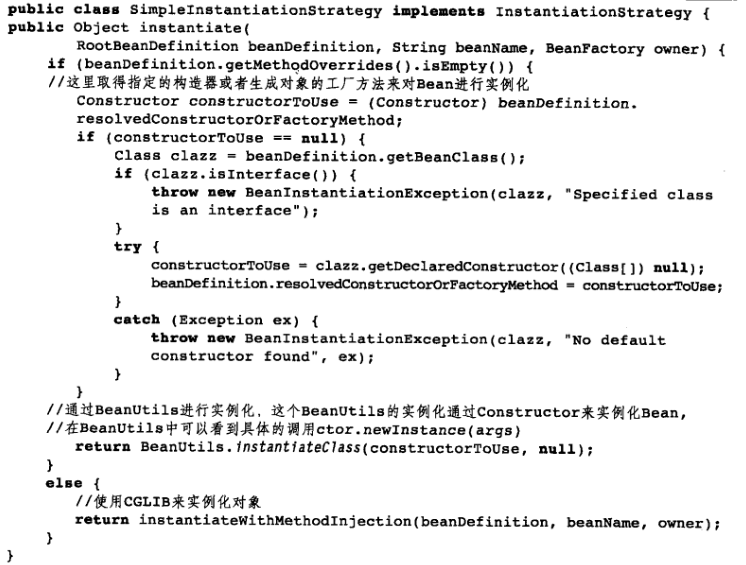 public class SimpleInstantiationStrategy implements InstantiationStrategy {
public Object instantiate(
RootBeanDefinition beanDefinition, String beanName, BeanFactory owner) {
if (beanDefinition.getMethodOverrides().isEmpty()) {
//这里取得指定的构造器或者生成对象的工厂方法来对Bean进行实例化
Constructor constructorToUse = (Constructor) beanDefinition.
resolvedConstructorOrFactoryMethod;
if (constructorToUse == null) {
Class clazz = beanDefinition.getBeanClass();
if (clazz.isInterface()) {
throw new BeanInstantiationException(clazz, "Specified class
is an interface");
}
try {
constructorToUse = clazz.getDeclaredConstructor((Class[]) null);
beanDefinition.resolvedConstructorOrFactoryMethod = constructorToUse;
}
catch (Exception ex) {
throw new BeanInstantiationException(clazz, "No default
constructor found", ex);
}
}
//通过BeanUtils进行实例化，这个BeanUtils的实例化通过Constructor来实例化Bean,
//在BeanUtils中可以看到具体的调用ctor.newInstance(args)
return BeanUtils.instantiateClass(constructorToUse, null);
}
else {
//使用CGLIB来实例化对象
return instantiateWithMethodInjection(beanDefinition, beanName, owner);
}
}